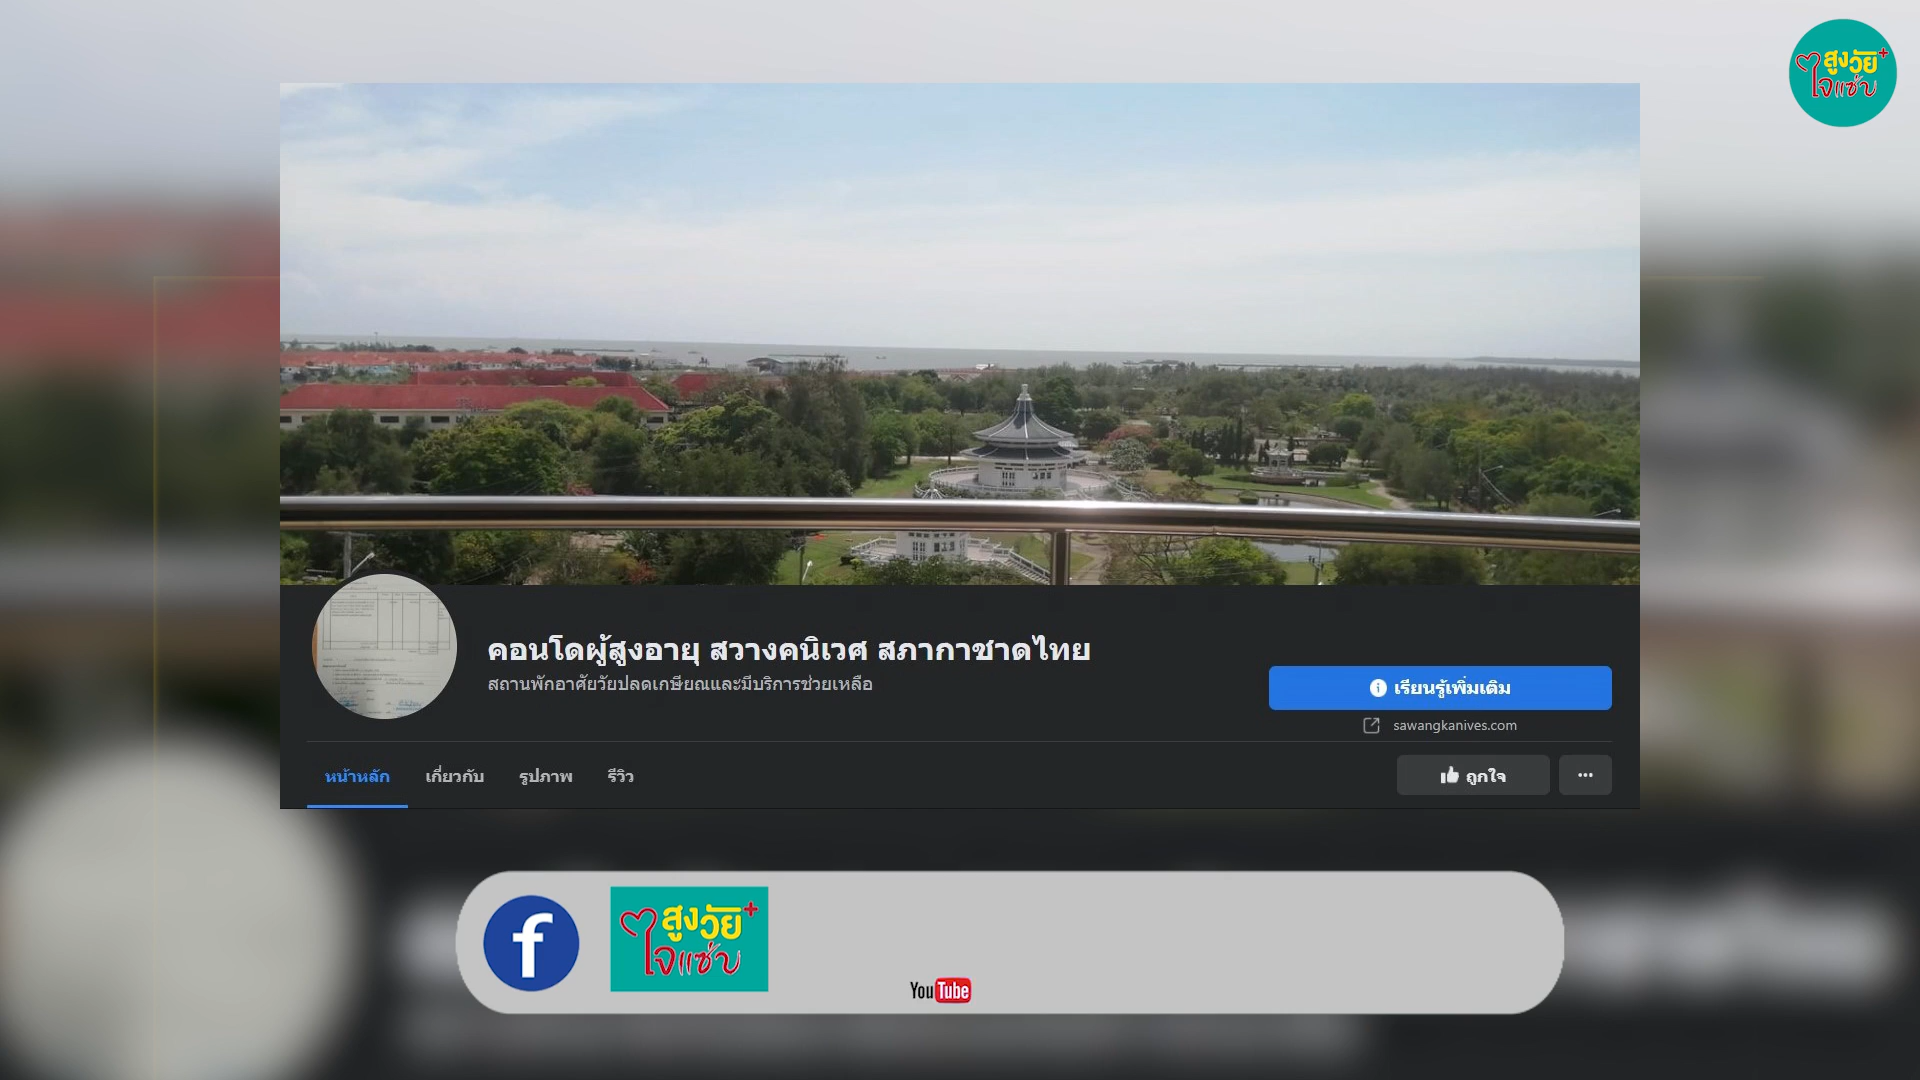 สูงวัย+
ใจแซ่บ
คอนโดผู้สูงอายุ สวางคนิเวศ สภากาชาดไทย
สถานพักอาศัยวัยปลดเกษียณและมีบริการช่วยเหลือ
เรียนรู้เพิ่มเติม
sawangkanives.com
หน้าหลัก
เกี่ยวกับ
รูปภาพ
รีวิว
ถูกใจ
f
สูงวัย+
ใจแซ่บ
YouTube